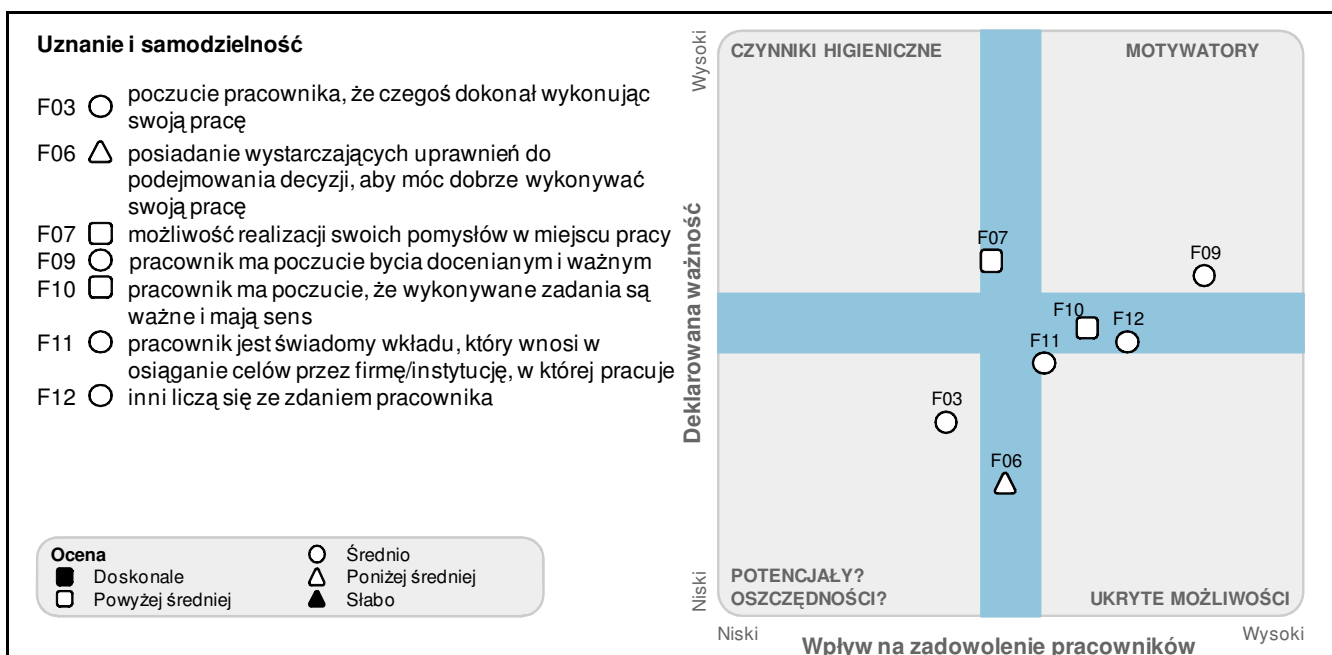 Uznanie i samodzielność
F03 poczucie pracownika, że czegoś dokonał wykonując
swoją pracę
F06 posiadanie wystarczających uprawnień do
podejmowania decyzji, aby móc dobrze wykonywać
swoją pracę
F07 możliwość realizacji swoich pomysłów w miejscu pracy
F09 pracownik ma poczucie bycia docenianym i ważnym
F10 pracownik ma poczucie, że wykonywane zadania są
ważne i mają sens
F11 pracownik jest świadomy wkładu, który wnosi w
osiąganie celów przez firmę/instytucję, w której pracuje
F12 inni liczą się ze zdaniem pracownika
Ocena
Doskonale
Powyżej średniej
Średnio
Poniżej średniej
Słabo
Wysoki
Deklarowana ważność
Niski
CZYNNIKI HIGIENICZNE
MOTYWATORY
F07
F09
F10
F12
F11
F03
F06
POTENCJAŁY?
OSZCZĘDNOŚCI?
UKRYTE MOŻLIWOŚCI
Niski
Wpływ na zadowolenie pracowników
Wysoki